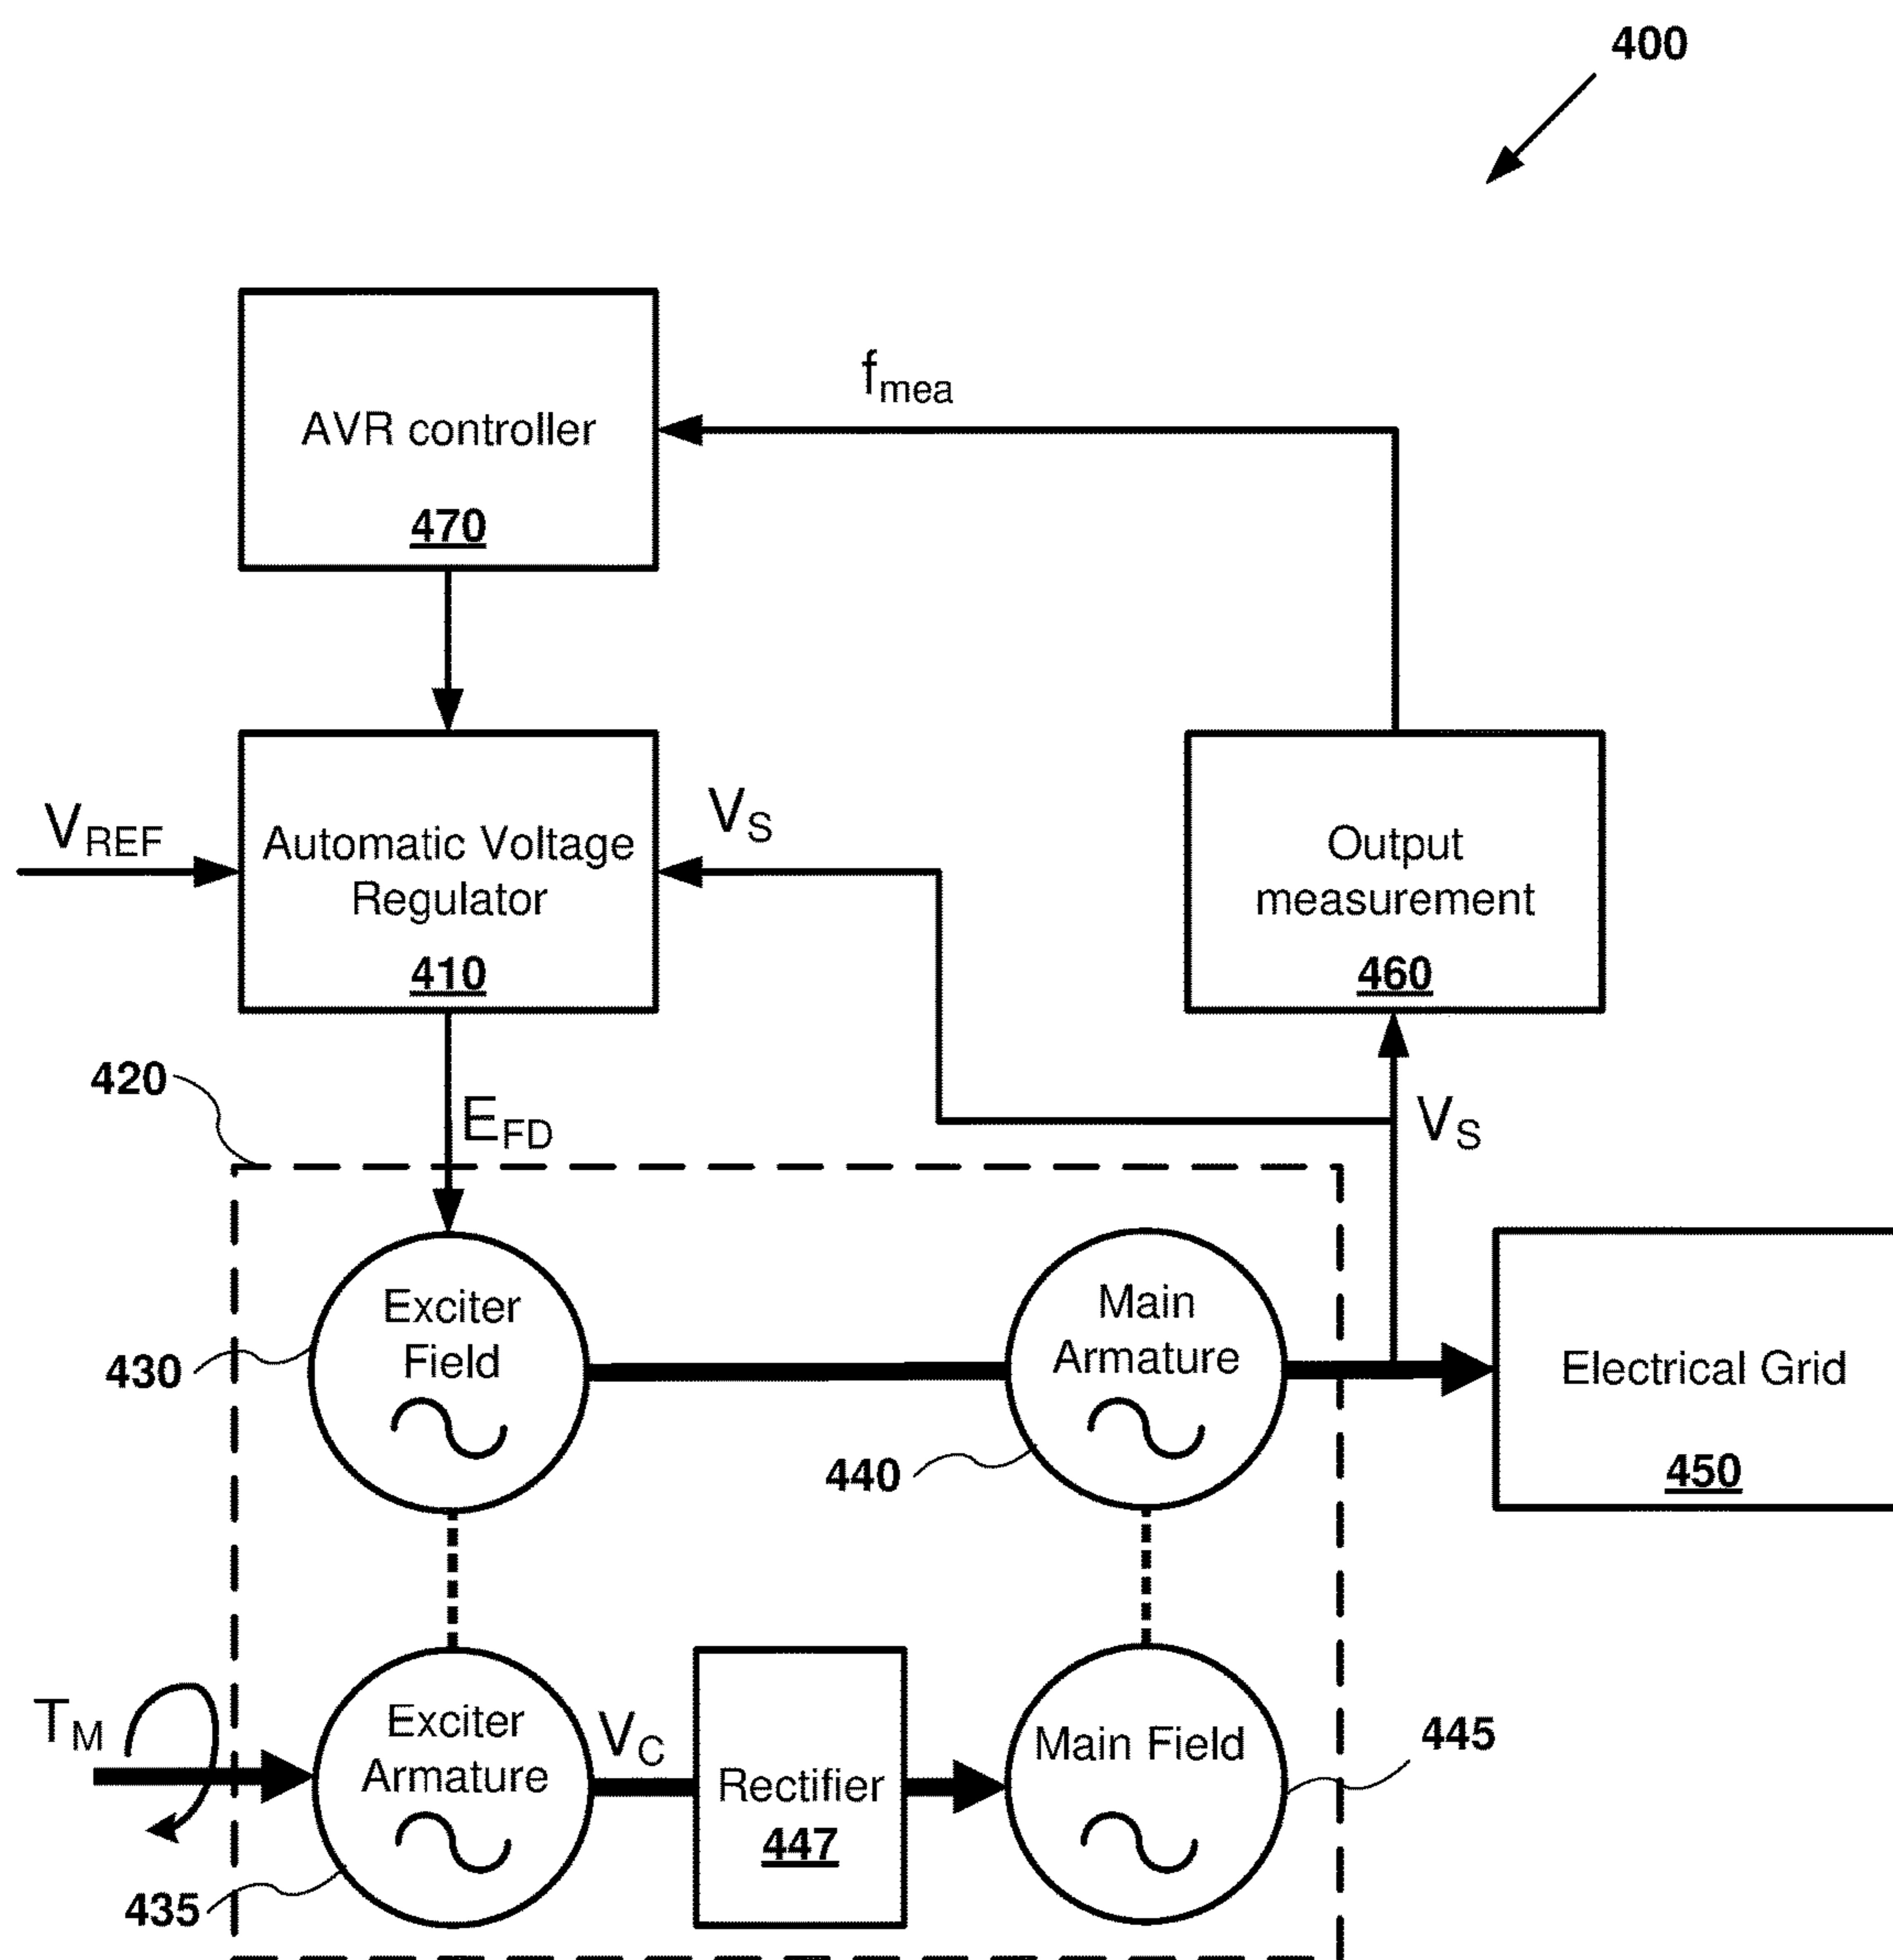 400
AVR controller
470
fmea
VREF
Automatic Voltage
Regulator
410
VS
Output
measurement
460
420
EFD
VS
430
Exciter
Field
Main
Armature
440
Electrical Grid
450
TM
Exciter
Armature
435
VC
Rectifier
447
Main Field
445